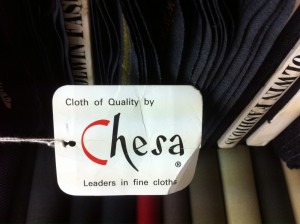 Cloth of Quality by
Chesa
®
Leaders in fine cloths